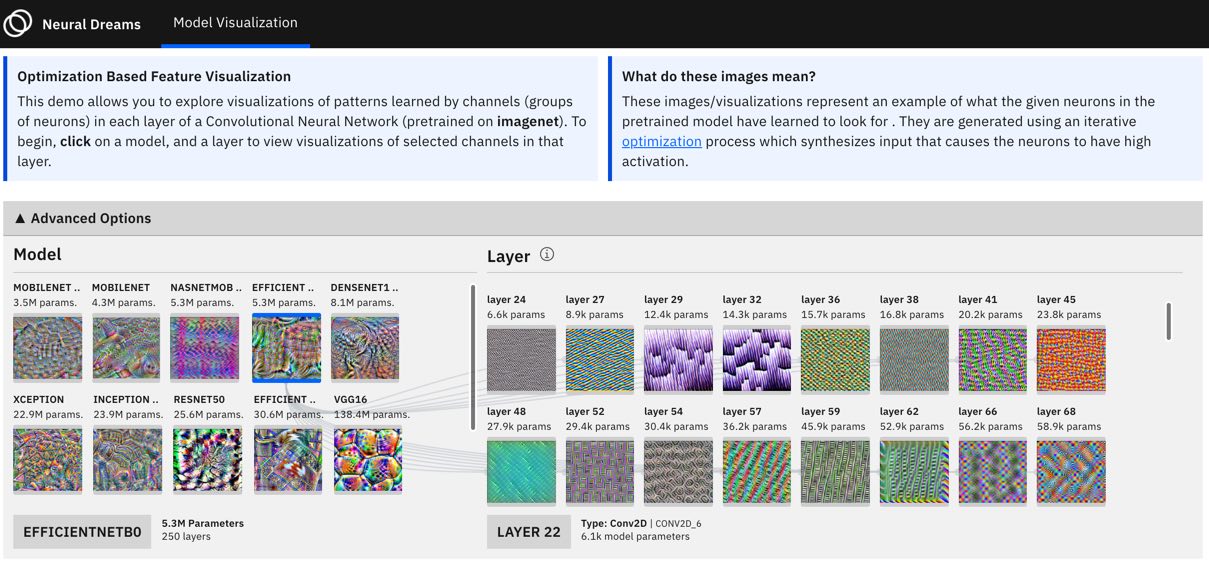 Neural Dreams
Model Visualization
Optimization Based Feature Visualization
This demo allows you to explore visualizations of patterns learned by channels (groups
of neurons) in each layer of a Convolutional Neural Network (pretrained on imagenet). To
begin, click on a model, and a layer to view visualizations of selected channels in that
layer.
What do these images mean?
These images/visualizations represent an example of what the given neurons in the
pretrained model have learned to look for . They are generated using an iterative
optimization process which synthesizes input that causes the neurons to have high
activation.
▲ Advanced Options
Model
MOBILENET .. MOBILENET NASNETMOB .. EFFICIENT .. DENSENET1 ..
3.5M params. 4.3M params. 5.3M params. 5.3M params. 8.1M params.
XCEPTION INCEPTION .. RESNET50 EFFICIENT .. VGG16
22.9M params. 23.9M params. 25.6M params. 30.6M params. 138.4M params.
EFFICIENTNETB0
5.3M Parameters
250 layers
Layer
layer 24 layer 27 layer 29 layer 32 layer 36 layer 38 layer 41 layer 45
6.6k params 8.9k params 12.4k params 14.3k params 15.7k params 16.8k params 20.2k params 23.8k params
layer 48 layer 52 layer 54 layer 57 layer 59 layer 62 layer 66 layer 68
27.9k params 29.4k params 30.4k params 36.2k params 45.9k params 52.9k params 56.2k params 58.9k params
LAYER 22
Type: Conv2D | CONV2D_6
6.1k model parameters